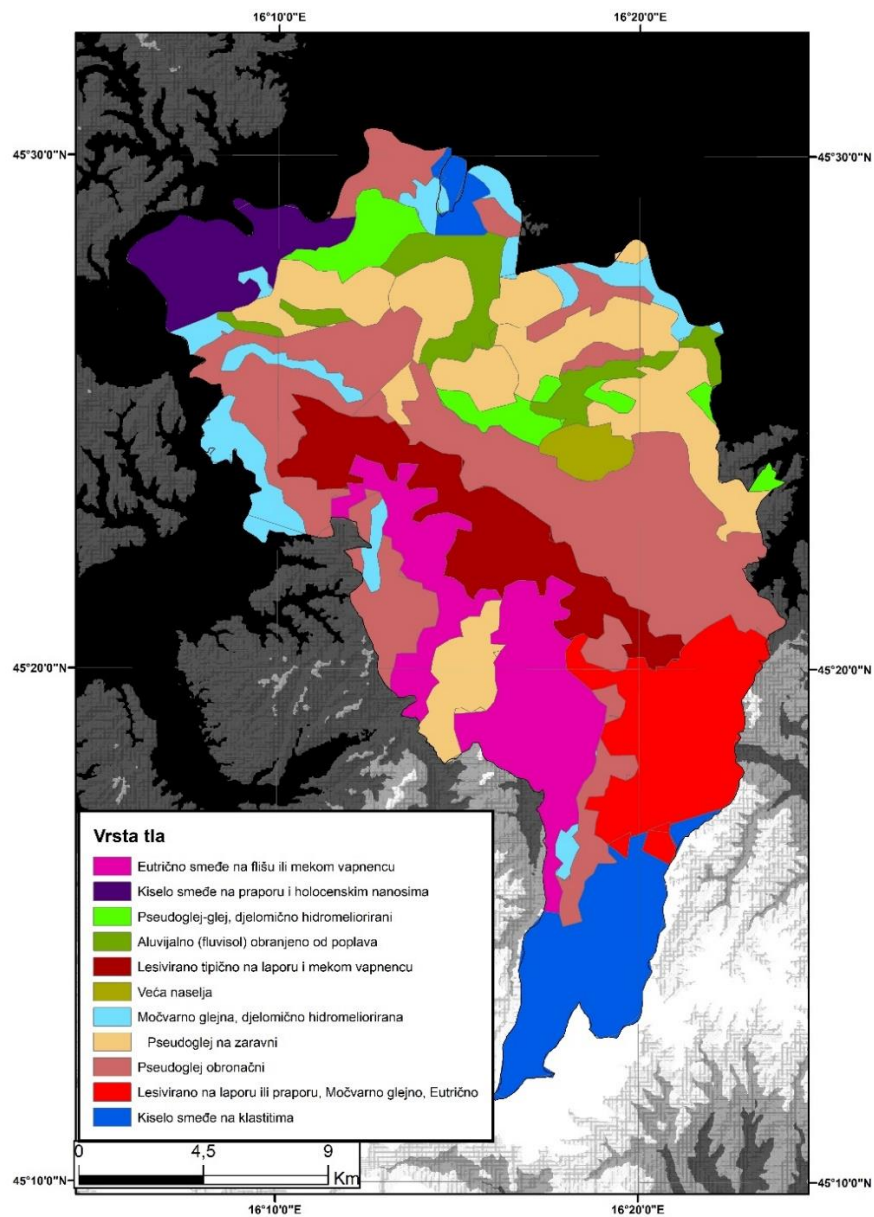 16°10'0"E 16°20'0"E
45°30'0"N 45°30'0"N
45°20'0"N 45°20'0"N
Vrsta tla
Eutrično smeđe na flišu ili mekom vapnencu
Kiselo smeđe na praporu i holocenskim nanosima
Pseudoglej-glej, djelomično hidromeliorirani
Aluvijalno (fluvisol) obranjeno od poplava
Lesivirano tipično na laporu i mekom vapnencu
Veća naselja
Močvarno glejna, djelomično hidromeliorirana
Pseudoglej na zaravni
Pseudoglej obronačni
Lesivirano na laporu ili praporu, Močvarno glejno, Eutrično
Kiselo smeđe na klastitima
0 4,5 9
Km
45°10'0"N 45°10'0"N
16°10'0"E 16°20'0"E